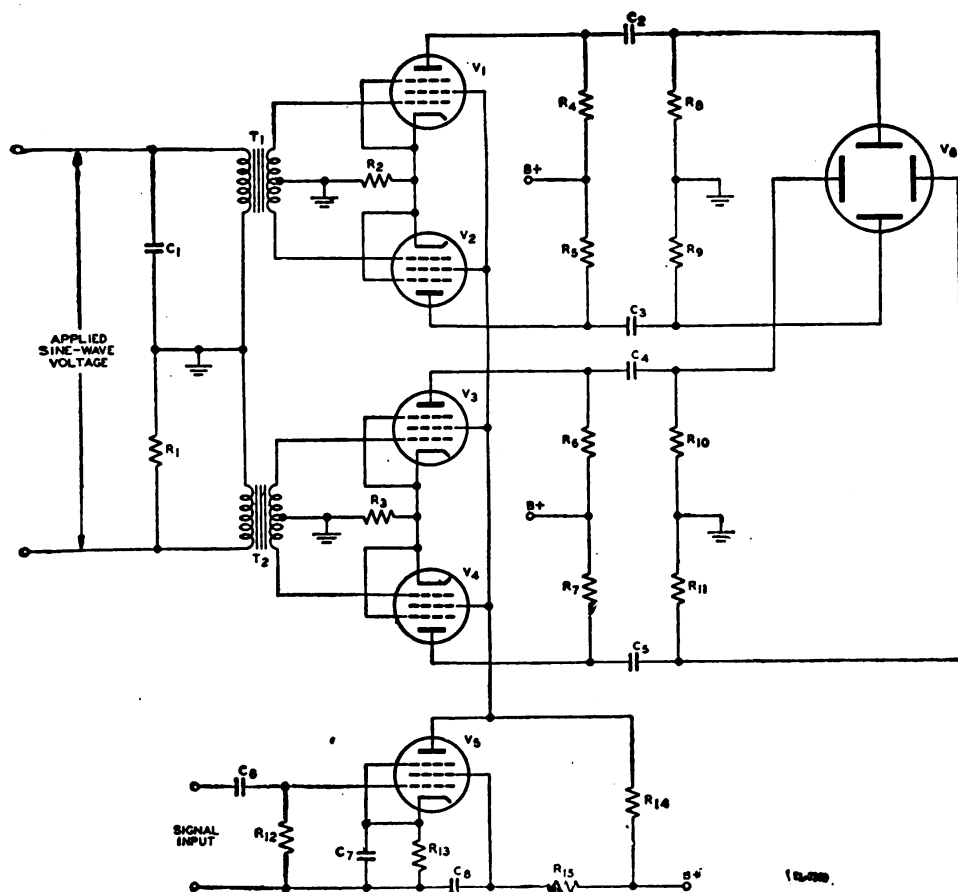 C2
V1
R4
R8
T1
R2
B+
V8
C1
V2
R5
R9
C3
APPLIED
SINE-WAVE
VOLTAGE
C4
V3
R1
R6
R10
R3
B+
T2
V4
R7
R11
C5
V5
C6
R14
SIGNAL
INPUT
R12
C7
R13
C8
R15
B+